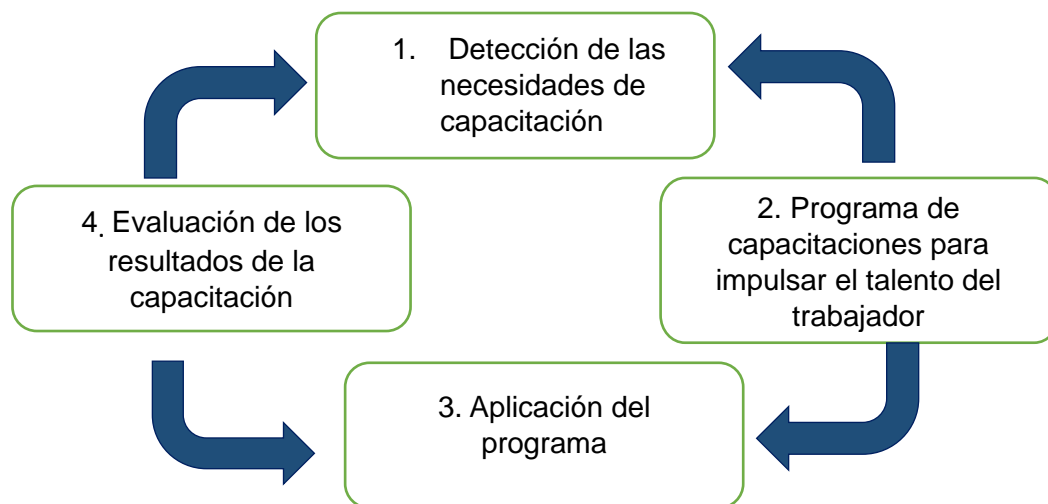 1. Detección de las
necesidades de
capacitación
2. Programa de
capacitaciones para
impulsar el talento del
trabajador
3. Aplicación del
programa
4. Evaluación de los
resultados de la
capacitación